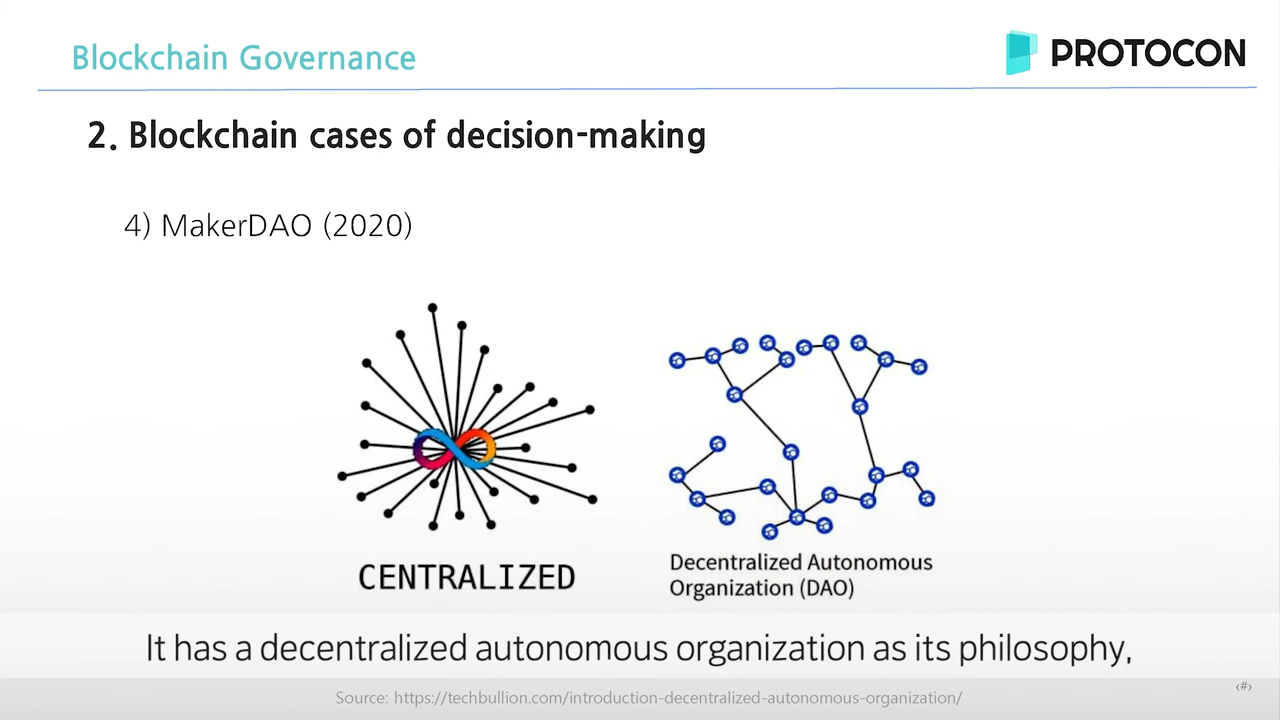 Blockchain Governance
PROTOCON
2. Blockchain cases of decision-making
4) MakerDAO (2020)
CENTRALIZED
Decentralized Autonomous
Organization (DAO)
It has a decentralized autonomous organization as its philosophy,
Source: https://techbullion.com/introduction-decentralized-autonomous-organization/
‹#›